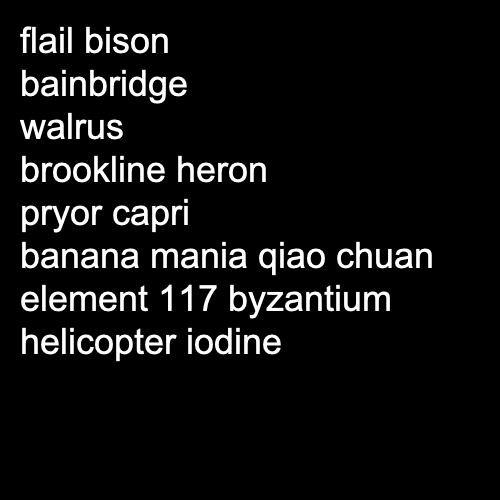 flail bison
bainbridge
walrus
brookline heron
pryor capri
banana mania qiao chuan
element 117 byzantium
helicopter iodine